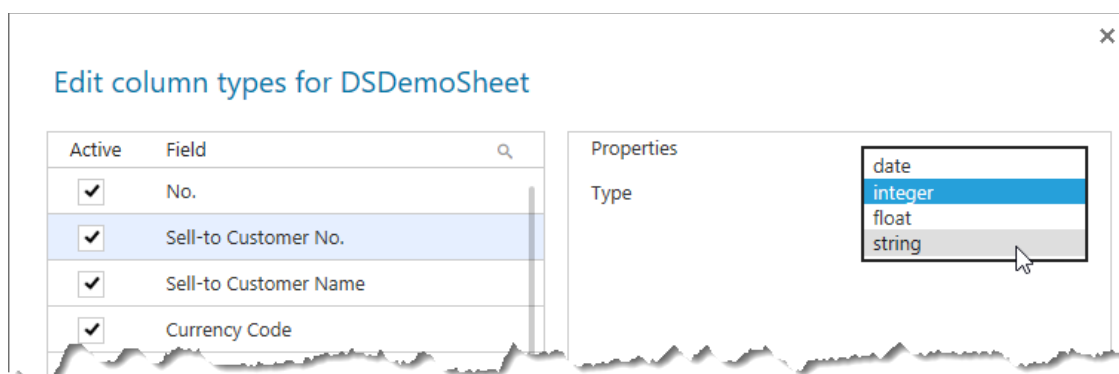 Edit column types for DSDemoSheet
Active Field
No.
Sell-to Customer No.
Sell-to Customer Name
Currency Code
Properties
Type
date
integer
float
string